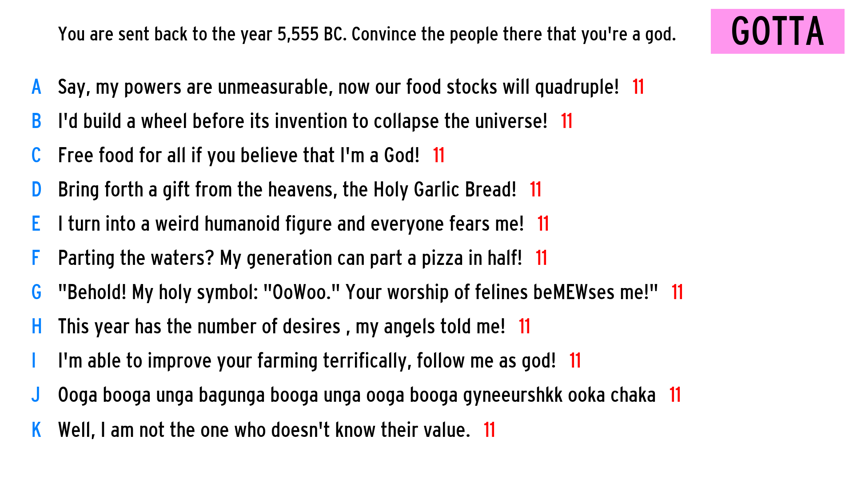 You are sent back to the year 5,555 BC. Convince the people there that you're a god.
GOTTA
A Say, my powers are unmeasurable, now our food stocks will quadruple! 11
B I'd build a wheel before its invention to collapse the universe! 11
C Free food for all if you believe that I'm a God! 11
D Bring forth a gift from the heavens, the Holy Garlic Bread! 11
E I turn into a weird humanoid figure and everyone fears me! 11
F Parting the waters? My generation can part a pizza in half! 11
G "Behold! My holy symbol: "OoWoo." Your worship of felines beMEWses me!" 11
H This year has the number of desires , my angels told me! 11
I I'm able to improve your farming terrifically, follow me as god! 11
J Ooga booga unga bagunga booga unga ooga booga gyneeurshkk ooka chaka 11
K Well, I am not the one who doesn't know their value. 11